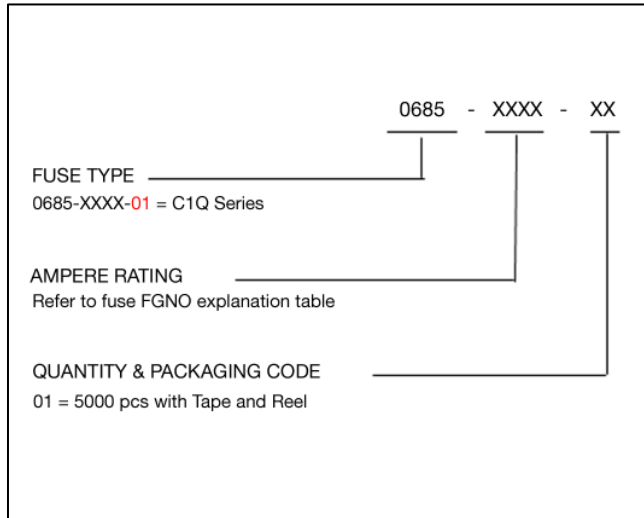 0685 - XXXX - XX
FUSE TYPE
0685-XXXX-01 = C1Q Series
AMPERE RATING
Refer to fuse FGNO explanation table
QUANTITY & PACKAGING CODE
01 = 5000 pcs with Tape and Reel